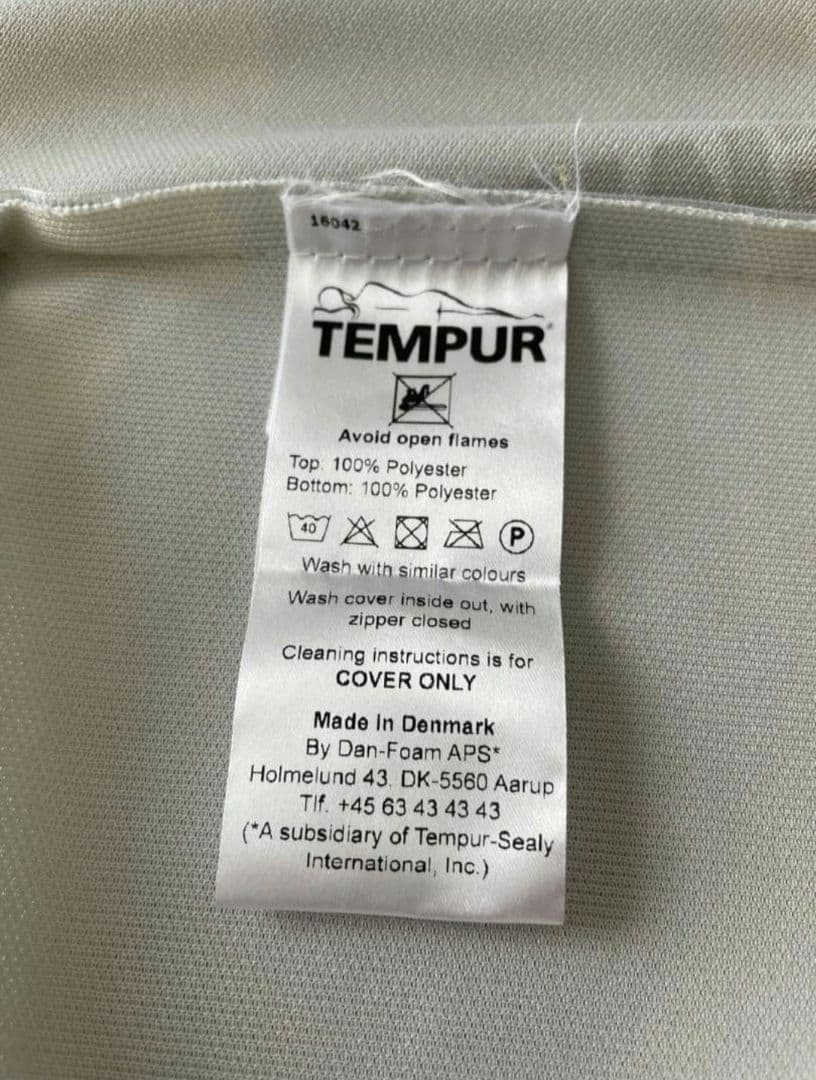 16042
TEMPUR
Avoid open flames
Top: 100% Polyester
Bottom: 100% Polyester
40 P
Wash with similar colours
Wash cover inside out, with
zipper closed
Cleaning instructions is for
COVER ONLY
Made In Denmark
By Dan-Foam APS*
Holmelund 43. DK-5560 Aarup
Tlf. +45 63 43 43 43
(*A subsidiary of Tempur-Sealy
International, Inc.)